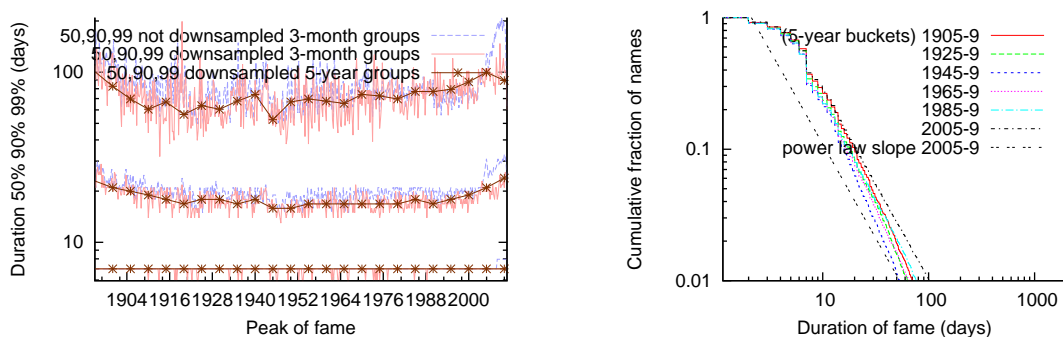 50,90,99 not downsampled 3-month groups
50,90,99 downsampled 3-month groups
50,90,99 downsampled 5-year groups
100
10
Duration 50% 90% 99% (days)
1904 1916 1928 1940 1952 1964 1976 1988 2000
Peak of fame
(5-year buckets) 1905-9
1925-9
1945-9
1965-9
1985-9
2005-9
power law slope 2005-9
1
0.1
0.01
Cumulative fraction of names
10 100 1000
Duration of fame (days)